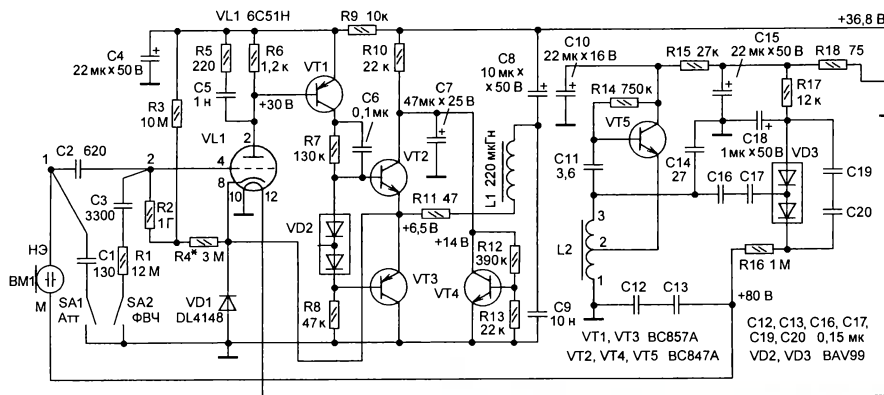 VL1 6С51Н
R9 10к
+36,8 В
C4
22 мк x 50 В
R5
220
C5
1 н
R6
1,2 к
+30 В
VT1
R10
22 к
C8
10 мк x
x 50 В
C10
22 мк x 16 В
R15 27к
C15
22 мк x 50 В
R18 75
R14 750 к
R17
12 к
R3
10 М
VL1
2
4
8
10
12
C6
0,1мк
C7
47мк x 25 В
VT5
C18
1мк x 50 В
VD3
1
C2 620
2
R7
130 к
VT2
L1 220 мкГн
C11
3,6
C14
27
C16
C17
C19
C20
C3
3300
R2
1Г
R11 47
+6,5 В
+14 В
НЭ
BM1
М
C1
130
R1
12 М
R4* 3 М
VD2
R12
390к
L2
3
2
1
R16 1 М
SA1
Атт
SA2
ФВЧ
VD1
DL4148
R8
47 к
VT3
VT4
R13
22 к
C9
10 н
C12
C13
+80 В
VT1, VT3 BC857A
VT2, VT4, VT5 BC847A
C12, C13, C16, C17,
C19, C20 0,15 мк
VD2, VD3 BAV99